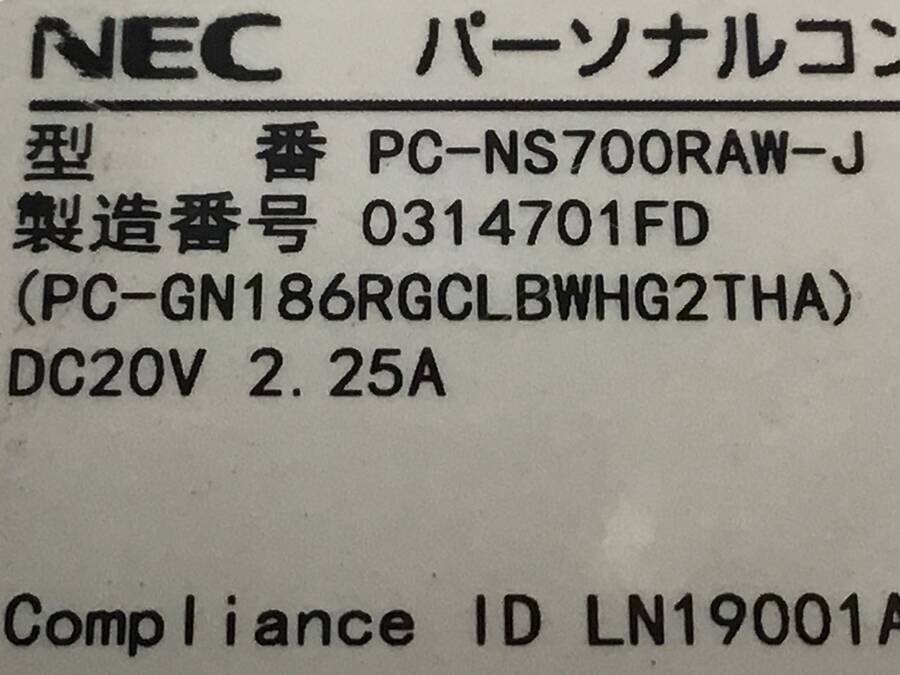 NEC パーソナルコン
型 番 PC-NS700RAW-J
製造番号 0314701FD
(PC-GN186RGCLBWHG2THA)
DC20V 2.25A
Compliance ID LN19001A